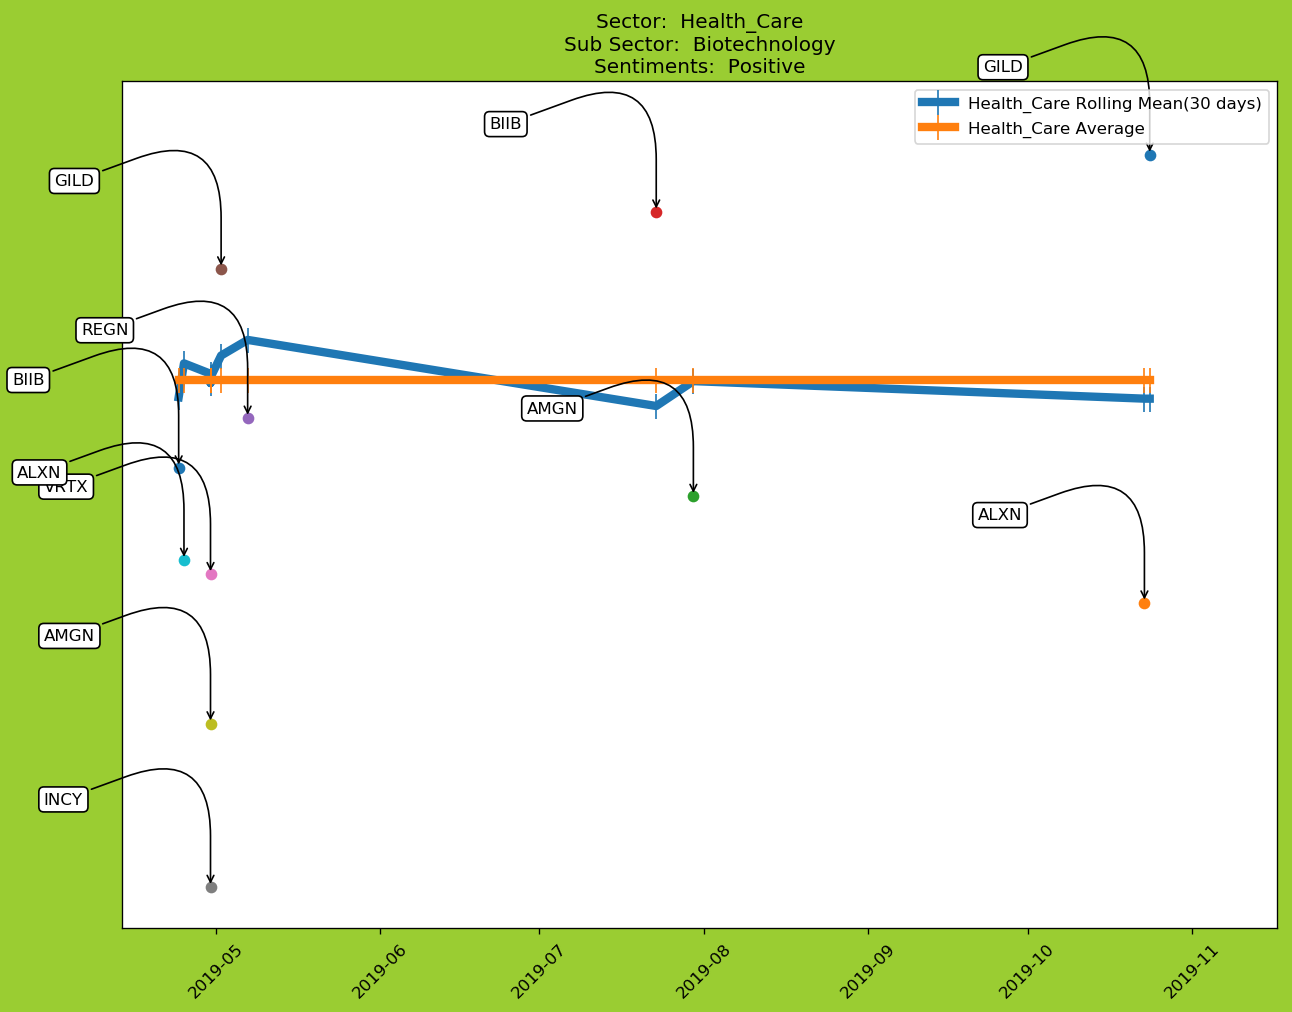 Sector:  Health_Care
Sub Sector:  Biotechnology
Sentiments:  Positive
GILD
Health_Care Rolling Mean(30 days)
Health_Care Average
BIIB
GILD
REGN
BIIB
AMGN
ALXN
VRTX
ALXN
AMGN
INCY
2019-05
2019-06
2019-07
2019-08
2019-09
2019-10
2019-11